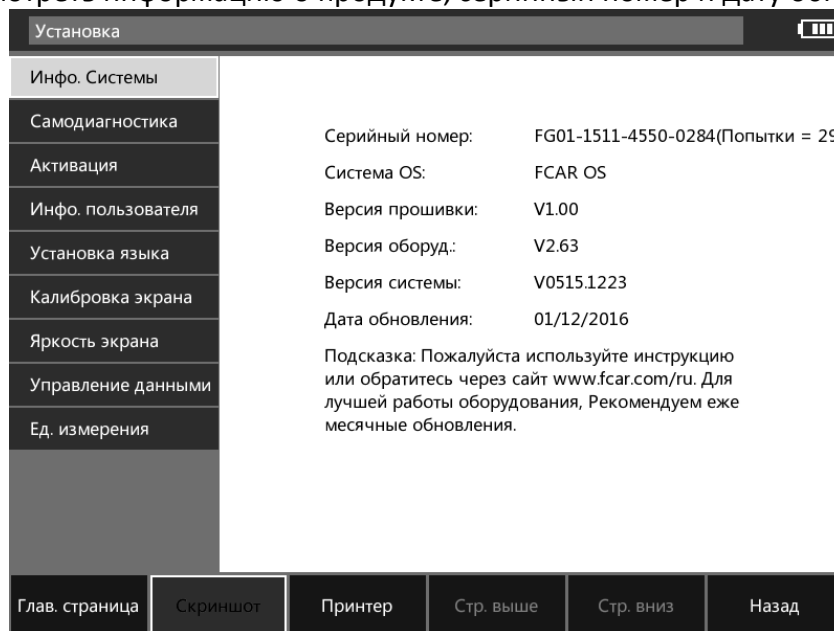 Установка
Инфо. Системы
Самодиагностика
Активация
Инфо. пользователя
Установка языка
Калибровка экрана
Яркость экрана
Управление данными
Ед. измерения
Серийный номер: FG01-1511-4550-0284(Попытки = 29
Система OS: FCAR OS
Версия прошивки: V1.00
Версия оборуд.: V2.63
Версия системы: V0515.1223
Дата обновления: 01/12/2016
Подсказка: Пожалуйста используйте инструкцию
или обратитесь через сайт www.fcar.com/ru. Для
лучшей работы оборудования, Рекомендуем еже
месячные обновления.
Глав. страница Скриншот Принтер Стр. выше Стр. вниз Назад